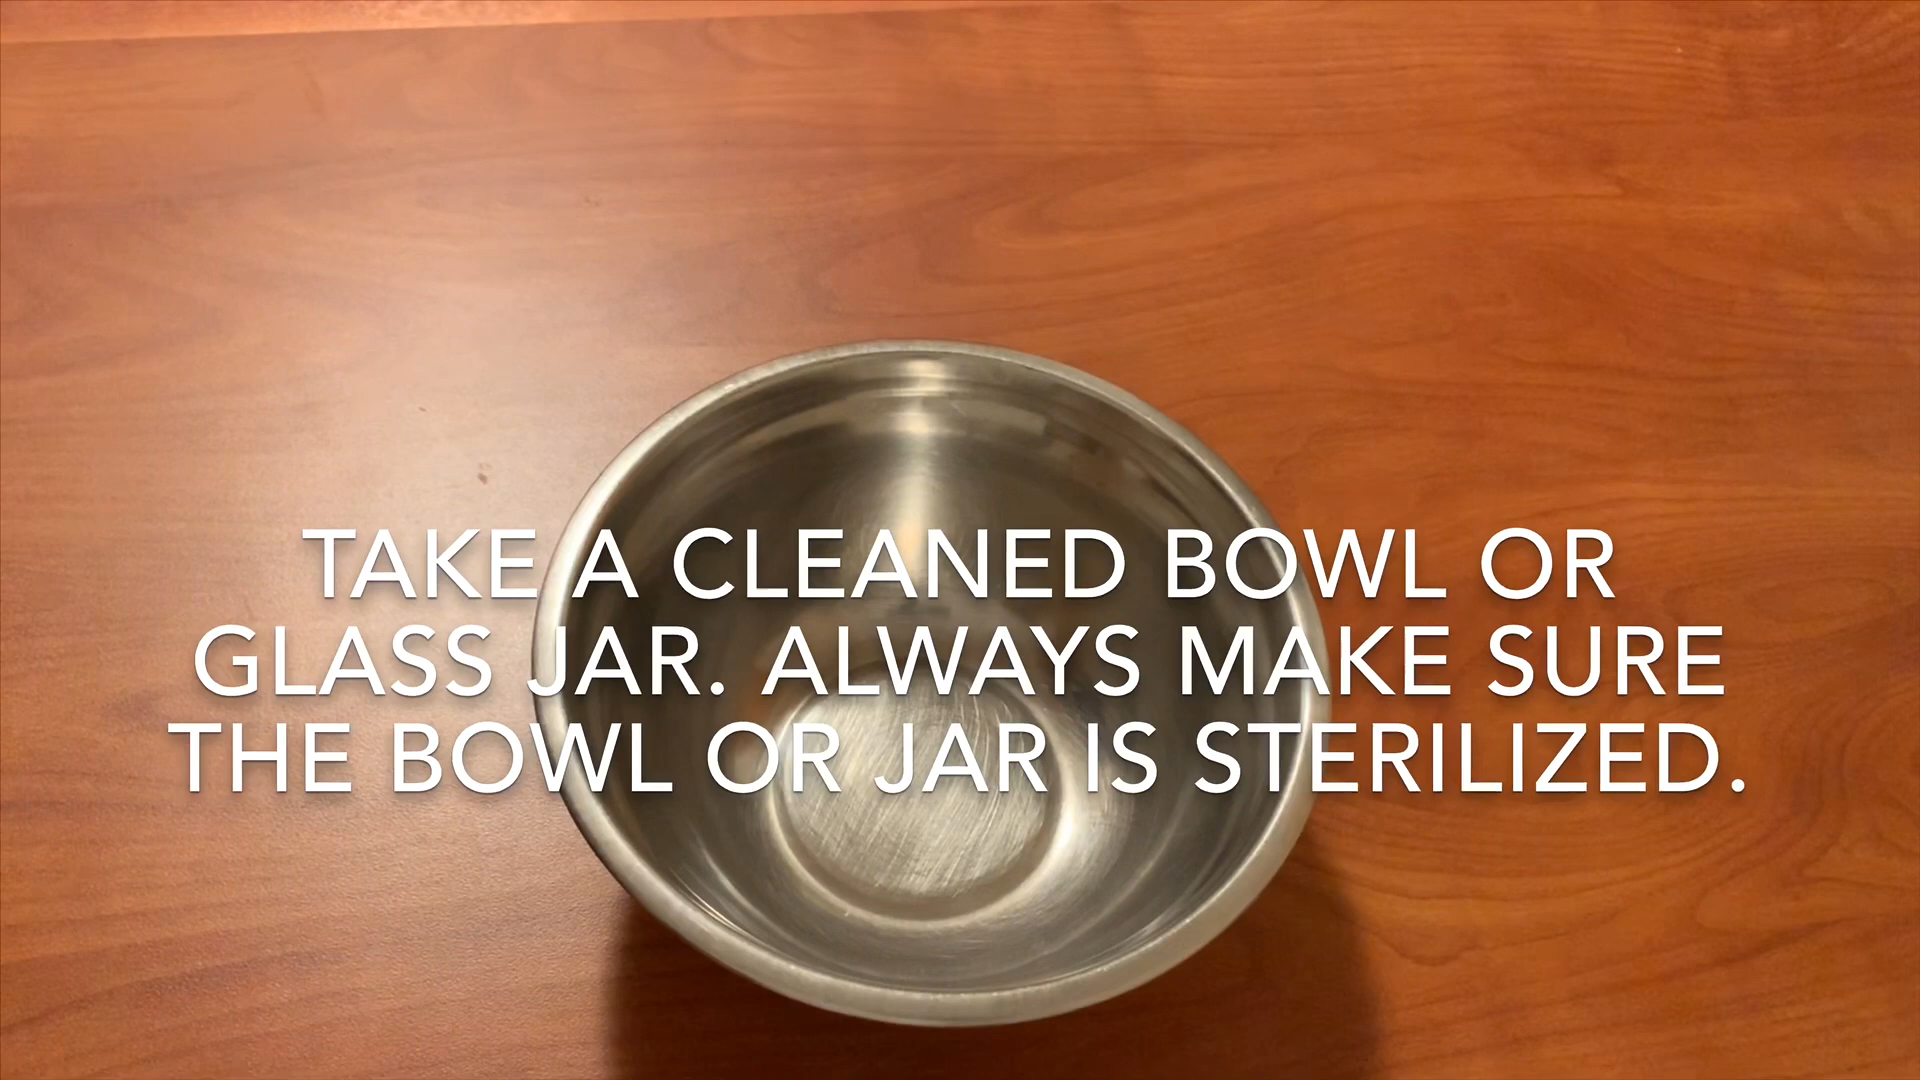 TAKE A CLEANED BOWL OR
GLASS JAR. ALWAYS MAKE SURE
THE BOWL OR JAR IS STERILIZED.